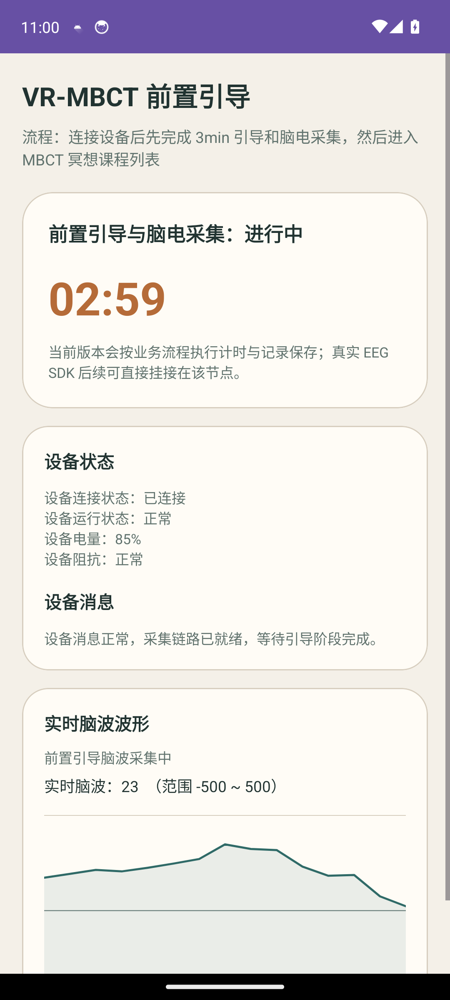 11:00
VR-MBCT 前置引导
流程：连接设备后先完成 3min 引导和脑电采集，然后进入
MBCT 冥想课程列表
前置引导与脑电采集：进行中
02:59
当前版本会按业务流程执行计时与记录保存；真实 EEG
SDK 后续可直接挂接在该节点。
设备状态
设备连接状态：已连接
设备运行状态：正常
设备电量：85%
设备阻抗：正常
设备消息
设备消息正常，采集链路已就绪，等待引导阶段完成。
实时脑波波形
前置引导脑波采集中
实时脑波：23 （范围 -500 ~ 500）